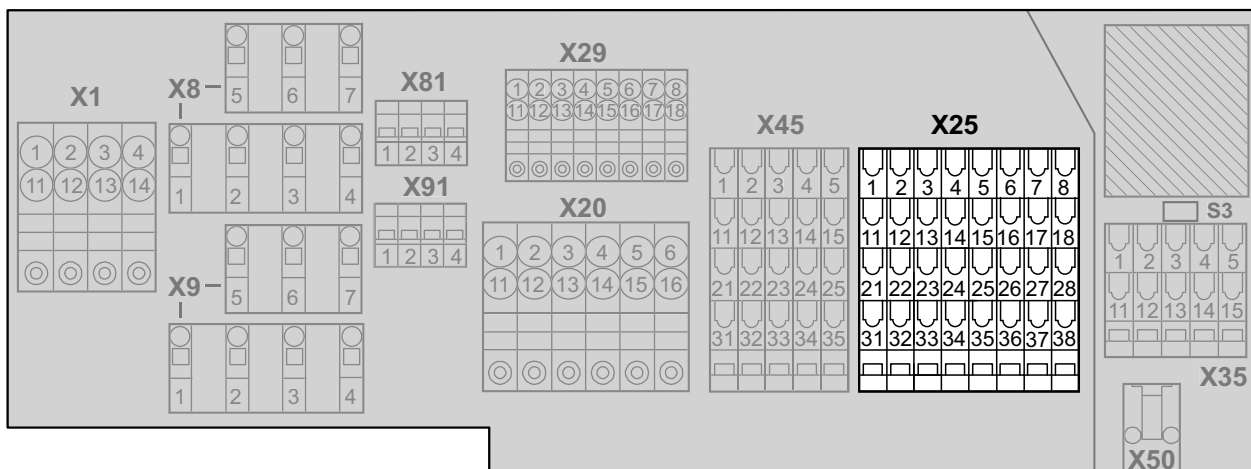 X1
1 2 3 4
11 12 13 14
X8
5 6 7
1 2 3 4
X9
5 6 7
1 2 3 4
X81
1 2 3 4
X91
1 2 3 4
X29
1 2 3 4 5 6 7 8
11 12 13 14 15 16 17 18
X20
1 2 3 4 5 6
11 12 13 14 15 16
X45
1 2 3 4 5
11 12 13 14 15
21 22 23 24 25
31 32 33 34 35
X25
1 2 3 4 5 6 7 8
11 12 13 14 15 16 17 18
21 22 23 24 25 26 27 28
31 32 33 34 35 36 37 38
S3
1 2 3 4 5
11 12 13 14 15
X35
X50